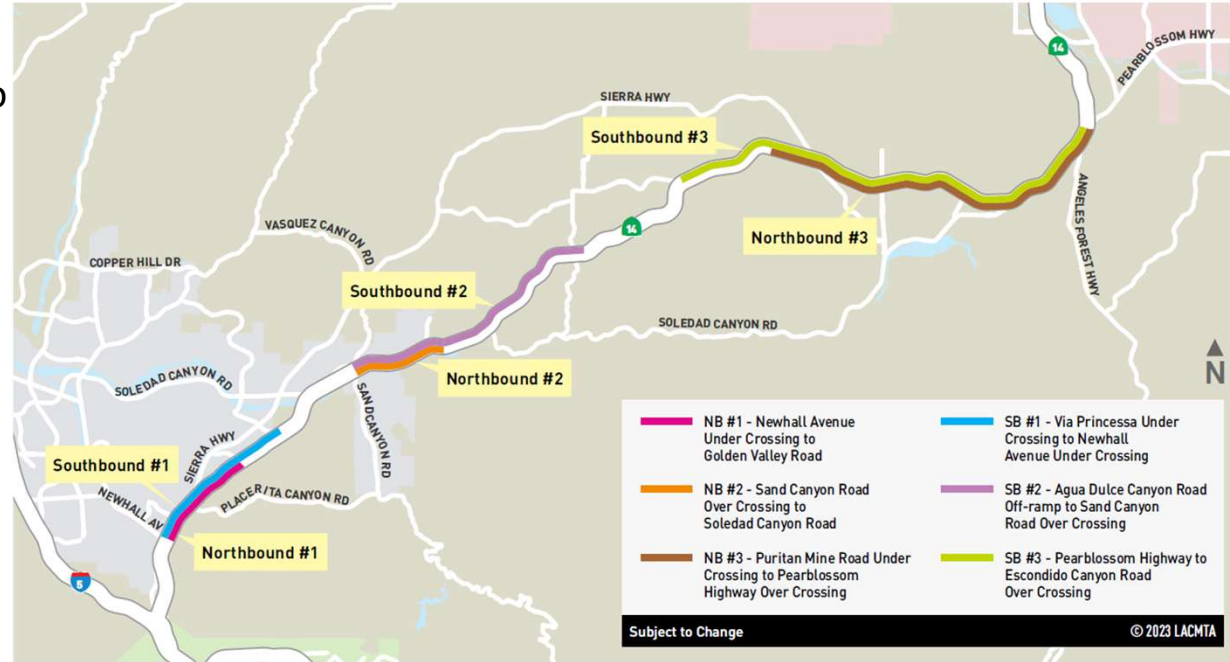 14
PEARBLOSSOM HWY
SIERRA HWY
Southbound #3
ANGELES FOREST HWY
VASQUEZ CANYON RD
14
Northbound #3
COPPER HILL DR
Southbound #2
SOLEDAD CANYON RD
N
Northbound #2
SOLEDAD CANYON RD
SANDCANYON RD
SIERRA HWY
Southbound #1
PLACERITA CANYON RD
NEWHALL AV
Northbound #1
5
NB #1 - Newhall Avenue
Under Crossing to
Golden Valley Road
SB #1 - Via Princessa Under
Crossing to Newhall
Avenue Under Crossing
NB #2 - Sand Canyon Road
Over Crossing to
Soledad Canyon Road
SB #2 - Agua Dulce Canyon Road
Off-ramp to Sand Canyon
Road Over Crossing
NB #3 - Puritan Mine Road Under
Crossing to Pearblossom
Highway Over Crossing
SB #3 - Pearblossom Highway to
Escondido Canyon Road
Over Crossing
Subject to Change
© 2023 LACMTA